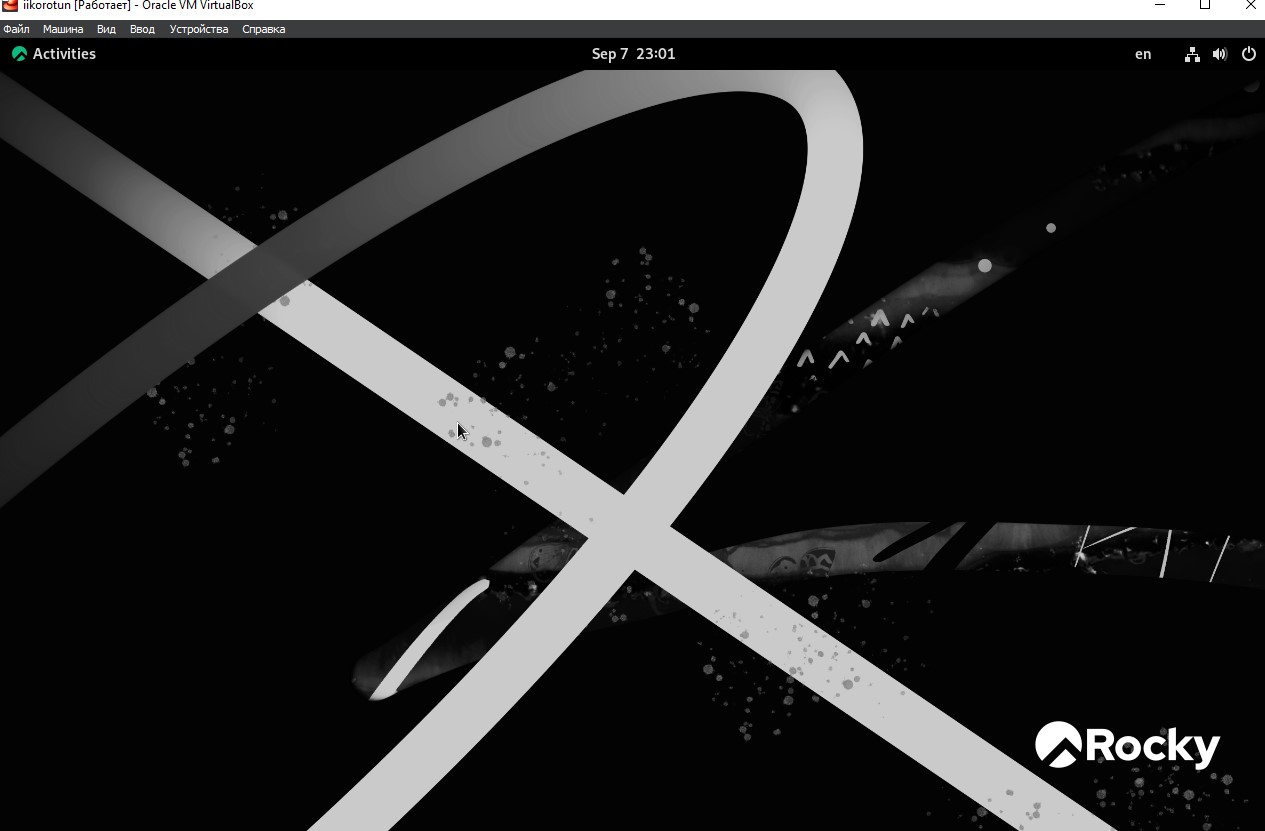 iikorotun [Работает] - Oracle VM VirtualBox
Файл Машина Вид Ввод Устройства Справка
Activities Sep 7 23:01 en
Rocky